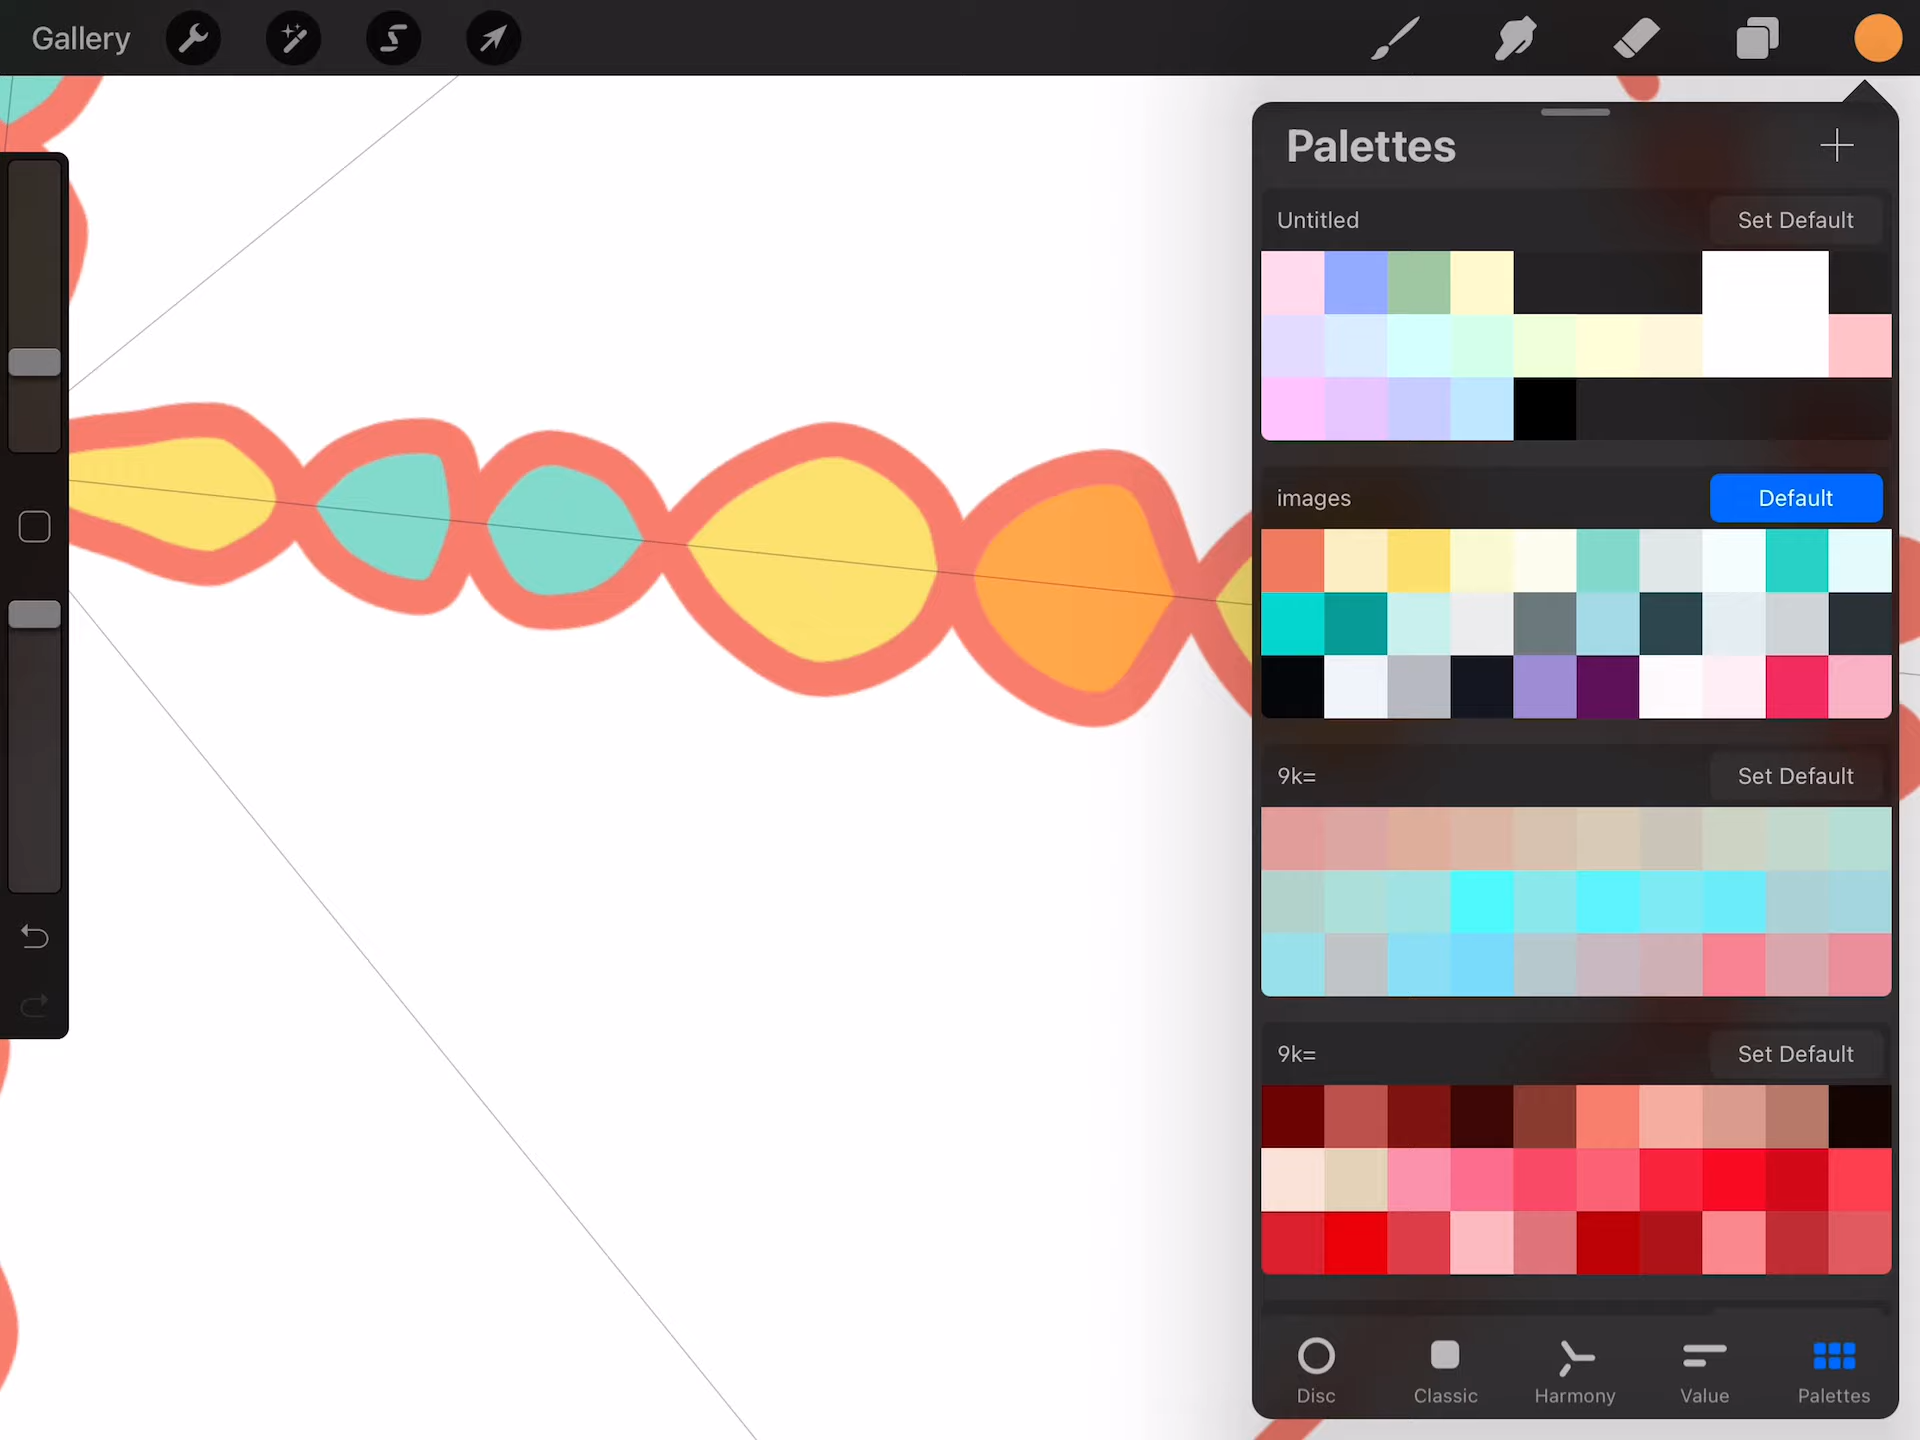 Gallery
Palettes
Untitled
Set Default
images
Default
9k=
Set Default
9k=
Set Default
Disc
Classic
Harmony
Value
Palettes